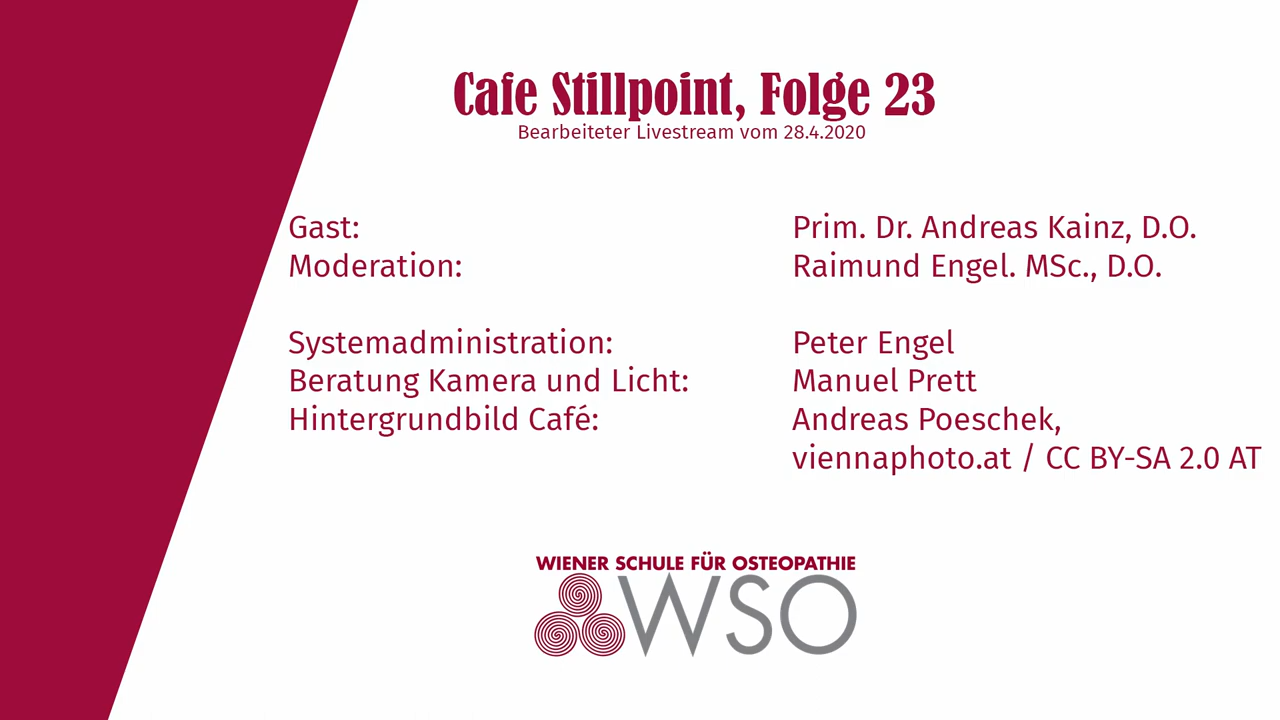 Cafe Stillpoint, Folge 23
Bearbeiteter Livestream vom 28.4.2020
Gast: Prim. Dr. Andreas Kainz, D.O.
Moderation: Raimund Engel. MSc., D.O.
Systemadministration: Peter Engel
Beratung Kamera und Licht: Manuel Prett
Hintergrundbild Café: Andreas Poeschek,
viennaphoto.at / CC BY-SA 2.0 AT
WIENER SCHULE FÜR OSTEOPATHIE
WSO